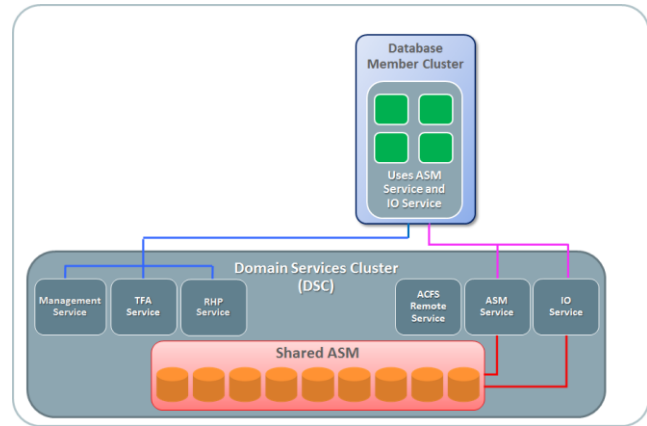 Database
Member Cluster
Uses ASM
Service and
IO Service
Domain Services Cluster
(DSC)
Management
Service
TFA
Service
RHP
Service
ACFS
Remote
Service
ASM
Service
IO
Service
Shared ASM